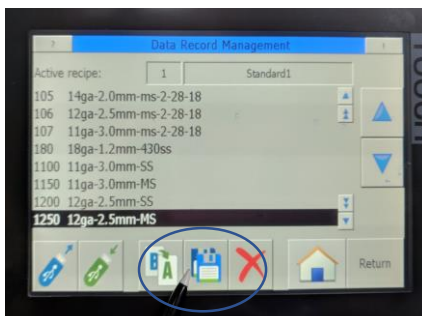 ?
Data Record Management
!
Active recipe:
1
Standard1
105 14ga-2.0mm-ms-2-28-18
106 12ga-2.5mm-ms-2-28-18
107 11ga-3.0mm-ms-2-28-18
180 18ga-1.2mm-430ss
1100 11ga-3.0mm-SS
1150 11ga-3.0mm-MS
1200 12ga-2.5mm-SS
1250 12ga-2.5mm-MS
B
A
Return